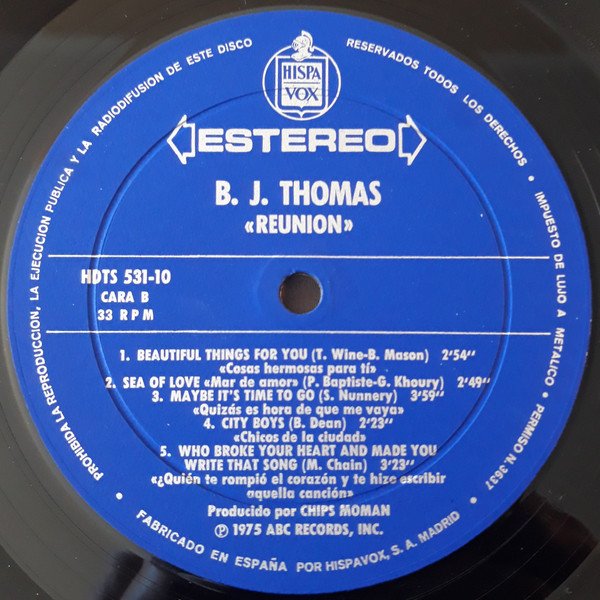 HISPA
VOX
ESTEREO
B. J. THOMAS
«REUNION»
HDTS 531-10
CARA B
33 RPM
1. BEAUTIFUL THINGS FOR YOU (T. Wine-B. Mason) 2'54''
«Cosas hermosas para tí»
2. SEA OF LOVE «Mar de amor» (P. Baptiste-G. Khoury) 2'49''
3. MAYBE IT'S TIME TO GO (S. Nunnery) 3'59''
«Quizás es hora de que me vaya»
4. CITY BOYS (B. Dean) 2'23''
«Chicos de la ciudad»
5. WHO BROKE YOUR HEART AND MADE YOU
WRITE THAT SONG (M. Chain) 3'23''
«¿Quién te rompió el corazón y te hizo escribir
aquella canción»
Producido por CHIPS MOMAN
Ⓟ 1975 ABC RECORDS, INC.
PROHIBIDA LA REPRODUCCION, LA EJECUCION PUBLICA Y LA RADIODIFUSION DE ESTE DISCO
RESERVADOS TODOS LOS DERECHOS • IMPUESTO DE LUJO A METALICO • PERMISO N. 3637
FABRICADO EN ESPAÑA POR HISPAVOX, S. A. MADRID